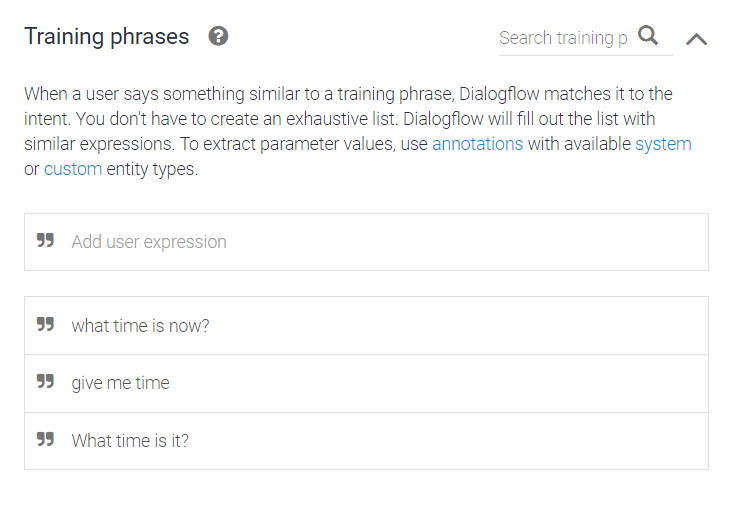 Training phrases ?
Search training p
When a user says something similar to a training phrase, Dialogflow matches it to the
intent. You don't have to create an exhaustive list. Dialogflow will fill out the list with
similar expressions. To extract parameter values, use annotations with available system
or custom entity types.
Add user expression
what time is now?
give me time
What time is it?